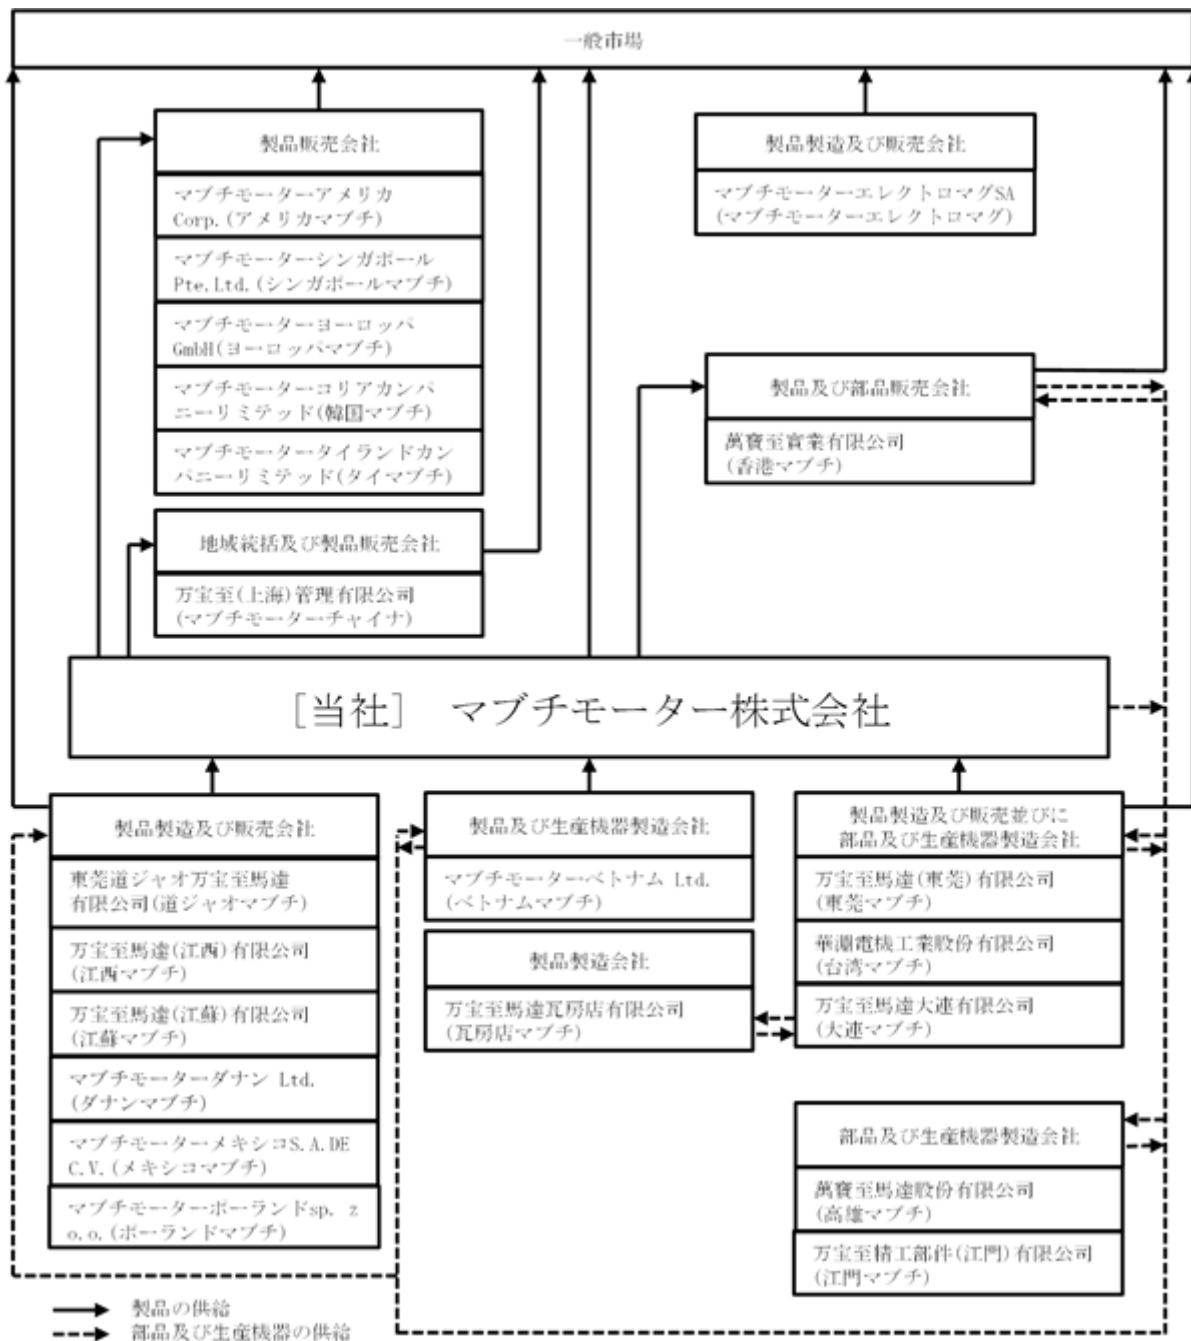 一般市場
製品販売会社
マブチモーターアメリカ
Corp.(アメリカマブチ)
マブチモーターシンガポール
Pte.Ltd.(シンガポールマブチ)
マブチモーターヨーロッパ
GmbH(ヨーロッパマブチ)
マブチモーターコリアカンパ
ニーリミテッド(韓国マブチ)
マブチモータータイランドカン
パニーリミテッド(タイマブチ)
地域統括及び製品販売会社
万宝至(上海)管理有限公司
(マブチモーターチャイナ)
製品製造及び販売会社
マブチモーターエレクトロマグSA
(マブチモーターエレクトロマグ)
製品及び部品販売会社
萬寶至實業有限公司
(香港マブチ)
[当社] マブチモーター株式会社
製品製造及び販売会社
東莞道ジャオ万宝至馬達
有限公司(道ジャオマブチ)
万宝至馬達(江西)有限公司
(江西マブチ)
万宝至馬達(江蘇)有限公司
(江蘇マブチ)
マブチモーターダナン Ltd.
(ダナンマブチ)
マブチモーターメキシコS.A.DE
C.V.(メキシコマブチ)
マブチモーターポーランドsp. z
o.o.(ポーランドマブチ)
製品及び生産機器製造会社
マブチモーターベトナム Ltd.
(ベトナムマブチ)
製品製造会社
万宝至馬達瓦房店有限公司
(瓦房店マブチ)
製品製造及び販売並びに
部品及び生産機器製造会社
万宝至馬達(東莞)有限公司
(東莞マブチ)
華淵電機工業股份有限公司
(台湾マブチ)
万宝至馬達大連有限公司
(大連マブチ)
部品及び生産機器製造会社
萬寶至馬達股份有限公司
(高雄マブチ)
万宝至精工部件(江門)有限公司
(江門マブチ)
製品の供給
部品及び生産機器の供給